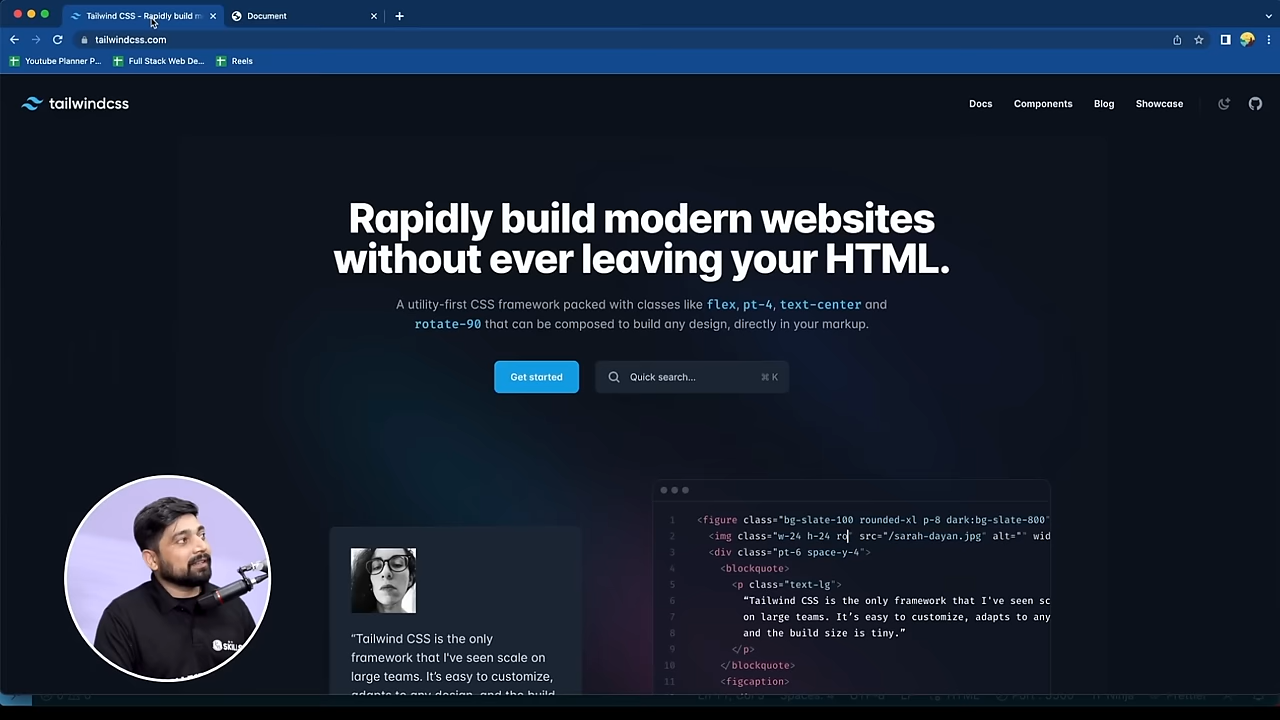 Tailwind CSS - Rapidly build m
Document
tailwindcss.com
Youtube Planner P...
Full Stack Web De...
Reels
tailwindcss
Docs
Components
Blog
Showcase
Rapidly build modern websites
without ever leaving your HTML.
A utility-first CSS framework packed with classes like flex, pt-4, text-center and
rotate-90 that can be composed to build any design, directly in your markup.
Get started
Quick search...
⌘ K
1 <figure class="bg-slate-100 rounded-xl p-8 dark:bg-slate-800"
2 <img class="w-24 h-24 ro" src="/sarah-dayan.jpg" alt="" wid
3 <div class="pt-6 space-y-4">
4 <blockquote>
5 <p class="text-lg">
6 “Tailwind CSS is the only framework that I've seen sc
7 on large teams. It’s easy to customize, adapts to any
8 and the build size is tiny.”
9 </p>
10 </blockquote>
11 <figcaption>
“Tailwind CSS is the only
framework that I've seen scale on
large teams. It’s easy to customize,
adapts to any design, and the build